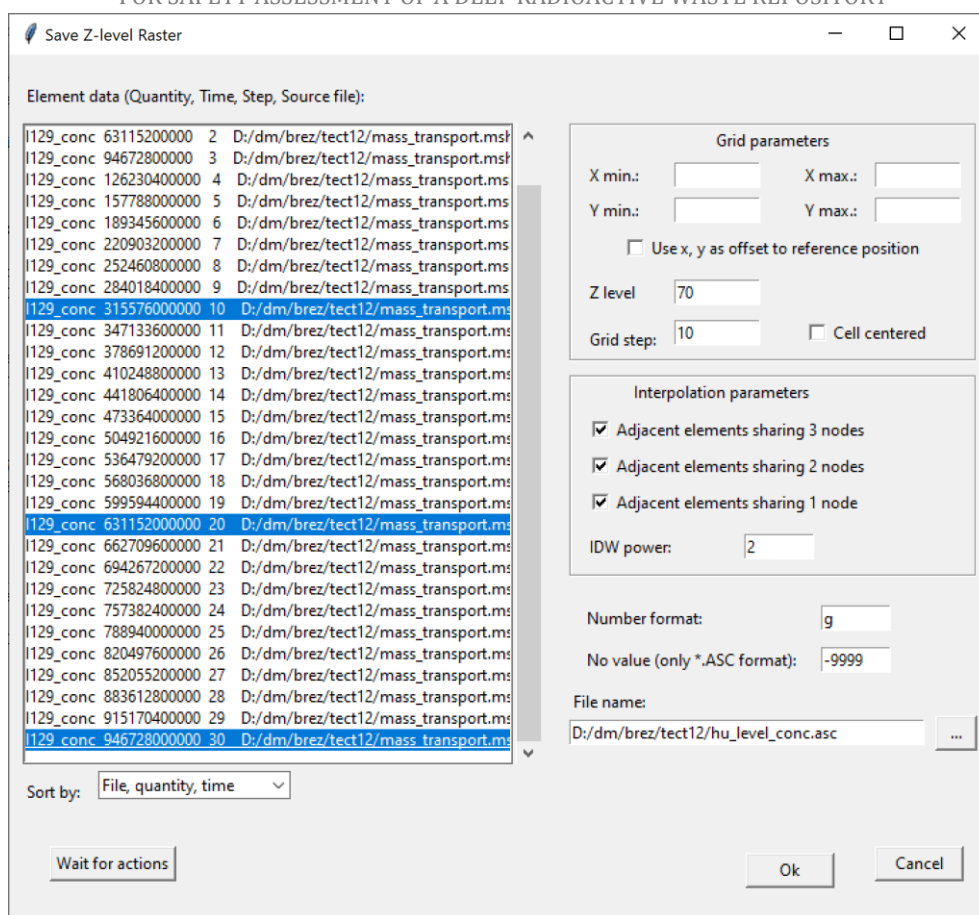 FOR SAFETY ASSESSMENT OF A DEEP RADIOACTIVE WASTE REPOSITORY
Save Z-level Raster
Element data (Quantity, Time, Step, Source file):
I129_conc 63115200000 2 D:/dm/brez/tect12/mass_transport.msh
I129_conc 94672800000 3 D:/dm/brez/tect12/mass_transport.msh
I129_conc 126230400000 4 D:/dm/brez/tect12/mass_transport.ms
I129_conc 157788000000 5 D:/dm/brez/tect12/mass_transport.ms
I129_conc 189345600000 6 D:/dm/brez/tect12/mass_transport.ms
I129_conc 220903200000 7 D:/dm/brez/tect12/mass_transport.ms
I129_conc 252460800000 8 D:/dm/brez/tect12/mass_transport.ms
I129_conc 284018400000 9 D:/dm/brez/tect12/mass_transport.ms
I129_conc 315576000000 10 D:/dm/brez/tect12/mass_transport.ms
I129_conc 347133600000 11 D:/dm/brez/tect12/mass_transport.ms
I129_conc 378691200000 12 D:/dm/brez/tect12/mass_transport.ms
I129_conc 410248800000 13 D:/dm/brez/tect12/mass_transport.ms
I129_conc 441806400000 14 D:/dm/brez/tect12/mass_transport.ms
I129_conc 473364000000 15 D:/dm/brez/tect12/mass_transport.ms
I129_conc 504921600000 16 D:/dm/brez/tect12/mass_transport.ms
I129_conc 536479200000 17 D:/dm/brez/tect12/mass_transport.ms
I129_conc 568036800000 18 D:/dm/brez/tect12/mass_transport.ms
I129_conc 599594400000 19 D:/dm/brez/tect12/mass_transport.ms
I129_conc 631152000000 20 D:/dm/brez/tect12/mass_transport.ms
I129_conc 662709600000 21 D:/dm/brez/tect12/mass_transport.ms
I129_conc 694267200000 22 D:/dm/brez/tect12/mass_transport.ms
I129_conc 725824800000 23 D:/dm/brez/tect12/mass_transport.ms
I129_conc 757382400000 24 D:/dm/brez/tect12/mass_transport.ms
I129_conc 788940000000 25 D:/dm/brez/tect12/mass_transport.ms
I129_conc 820497600000 26 D:/dm/brez/tect12/mass_transport.ms
I129_conc 852055200000 27 D:/dm/brez/tect12/mass_transport.ms
I129_conc 883612800000 28 D:/dm/brez/tect12/mass_transport.ms
I129_conc 915170400000 29 D:/dm/brez/tect12/mass_transport.ms
I129_conc 946728000000 30 D:/dm/brez/tect12/mass_transport.ms
Sort by: File, quantity, time
Wait for actions
Grid parameters
X min.: X max.:
Y min.: Y max.:
Use x, y as offset to reference position
Z level 70
Grid step: 10 Cell centered
Interpolation parameters
Adjacent elements sharing 3 nodes
Adjacent elements sharing 2 nodes
Adjacent elements sharing 1 node
IDW power: 2
Number format: g
No value (only *.ASC format): -9999
File name:
D:/dm/brez/tect12/hu_level_conc.asc ...
Ok Cancel